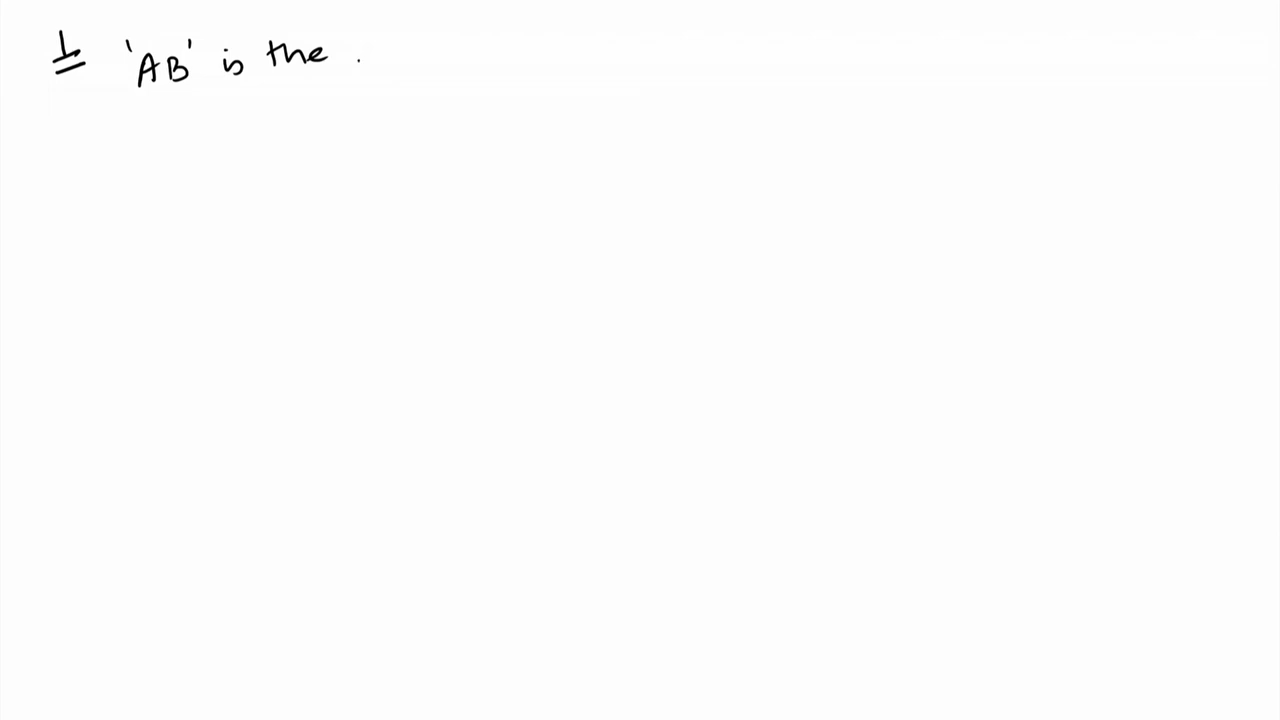 1 'AB' is the .